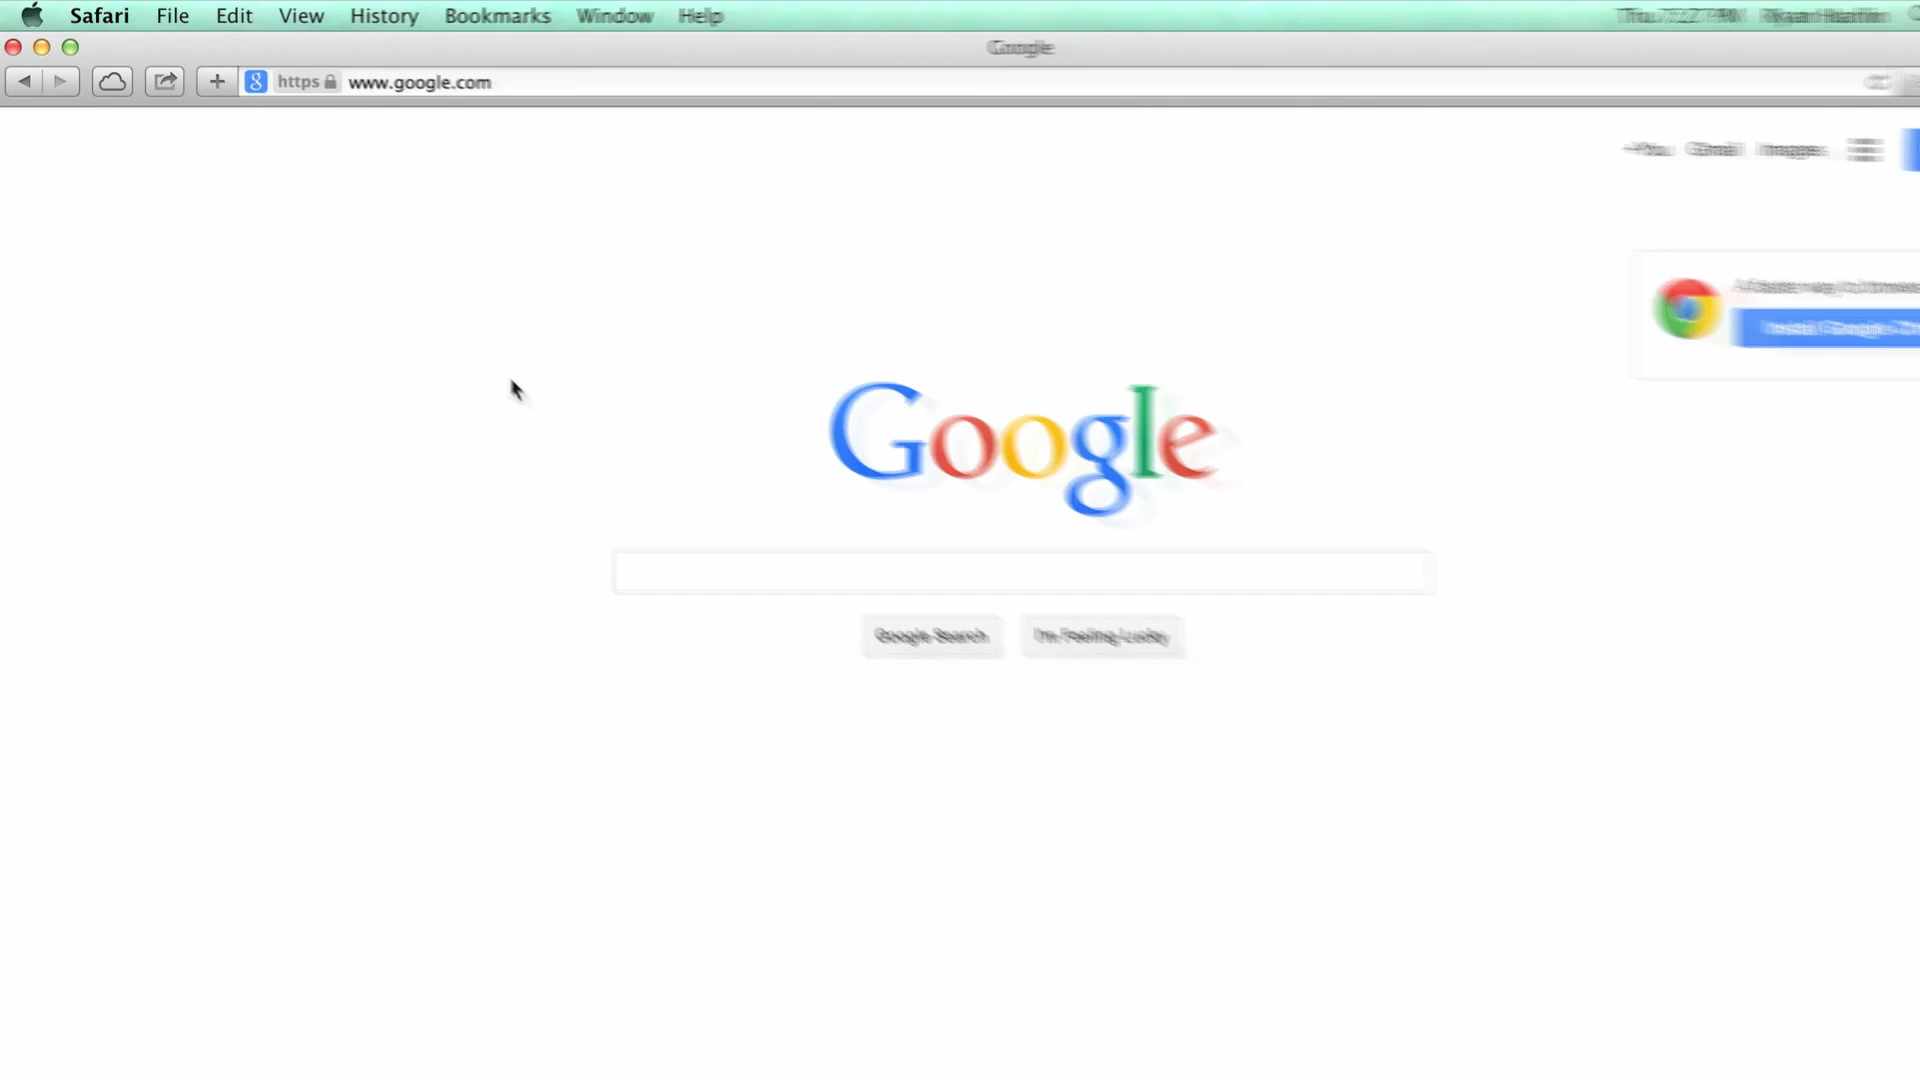 Safari File Edit View History Bookmarks Window Help
Google
g https www.google.com
+You Gmail Images
Google
Google Search I'm Feeling Lucky